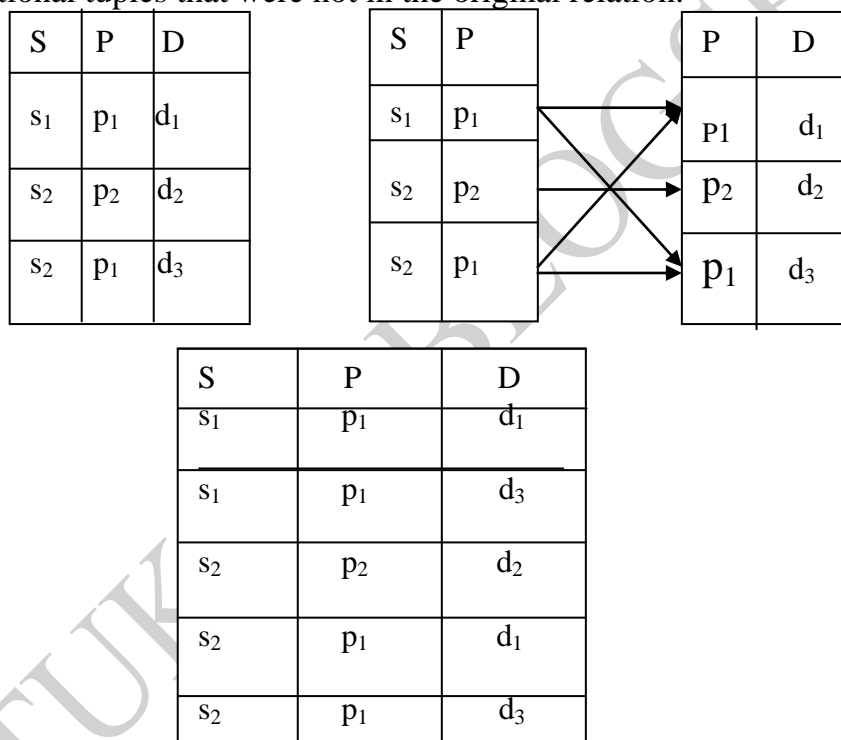 tional tuples that were not in the original relation.
S P D
s₁ p₁ d₁
s₂ p₂ d₂
s₂ p₁ d₃
S P
s₁ p₁
s₂ p₂
s₂ p₁
P D
P1 d₁
p₂ d₂
p₁ d₃
S P D
s₁ p₁ d₁
s₁ p₁ d₃
s₂ p₂ d₂
s₂ p₁ d₁
s₂ p₁ d₃